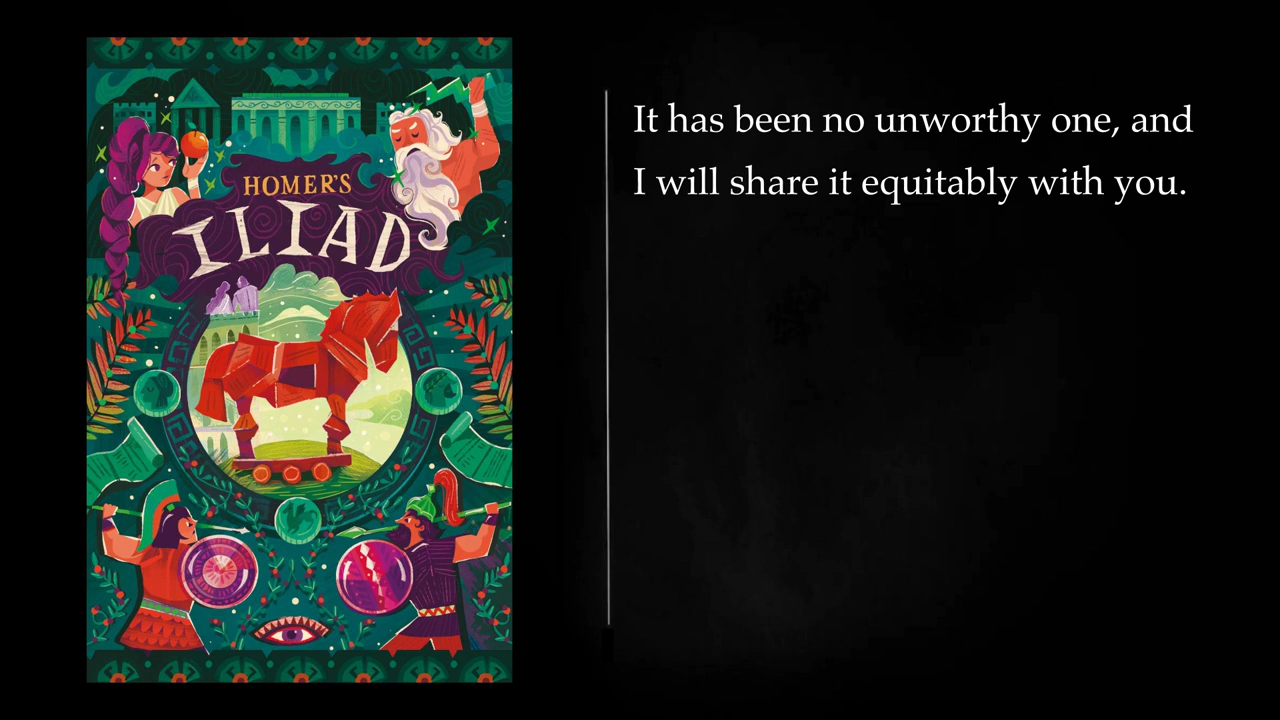 HOMER'S
ILIAD
It has been no unworthy one, and
I will share it equitably with you.